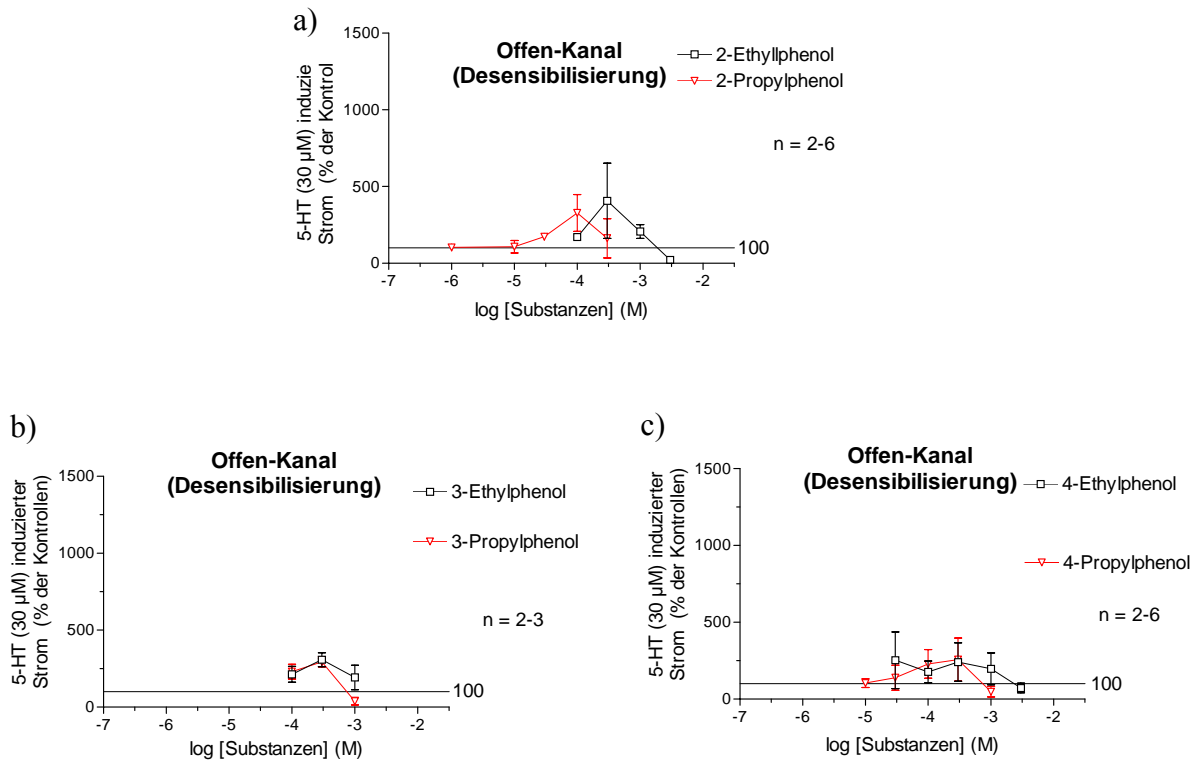 a)
Offen-Kanal
(Desensibilisierung)
2-Ethyllphenol
2-Propylphenol
n = 2-6
5-HT (30 µM) induzie
Strom (% der Kontrol
1500
1000
500
0
100
-7 -6 -5 -4 -3 -2
log [Substanzen] (M)
b)
Offen-Kanal
(Desensibilisierung)
3-Ethylphenol
3-Propylphenol
n = 2-3
5-HT (30 µM) induzierter
Strom (% der Kontrollen)
1500
1000
500
0
100
-7 -6 -5 -4 -3 -2
log [Substanzen] (M)
c)
Offen-Kanal
(Desensibilisierung)
4-Ethylphenol
4-Propylphenol
n = 2-6
5-HT (30 µM) induzierter
Strom (% der Kontrollen)
1500
1000
500
0
100
-7 -6 -5 -4 -3 -2
log [Substanzen] (M)